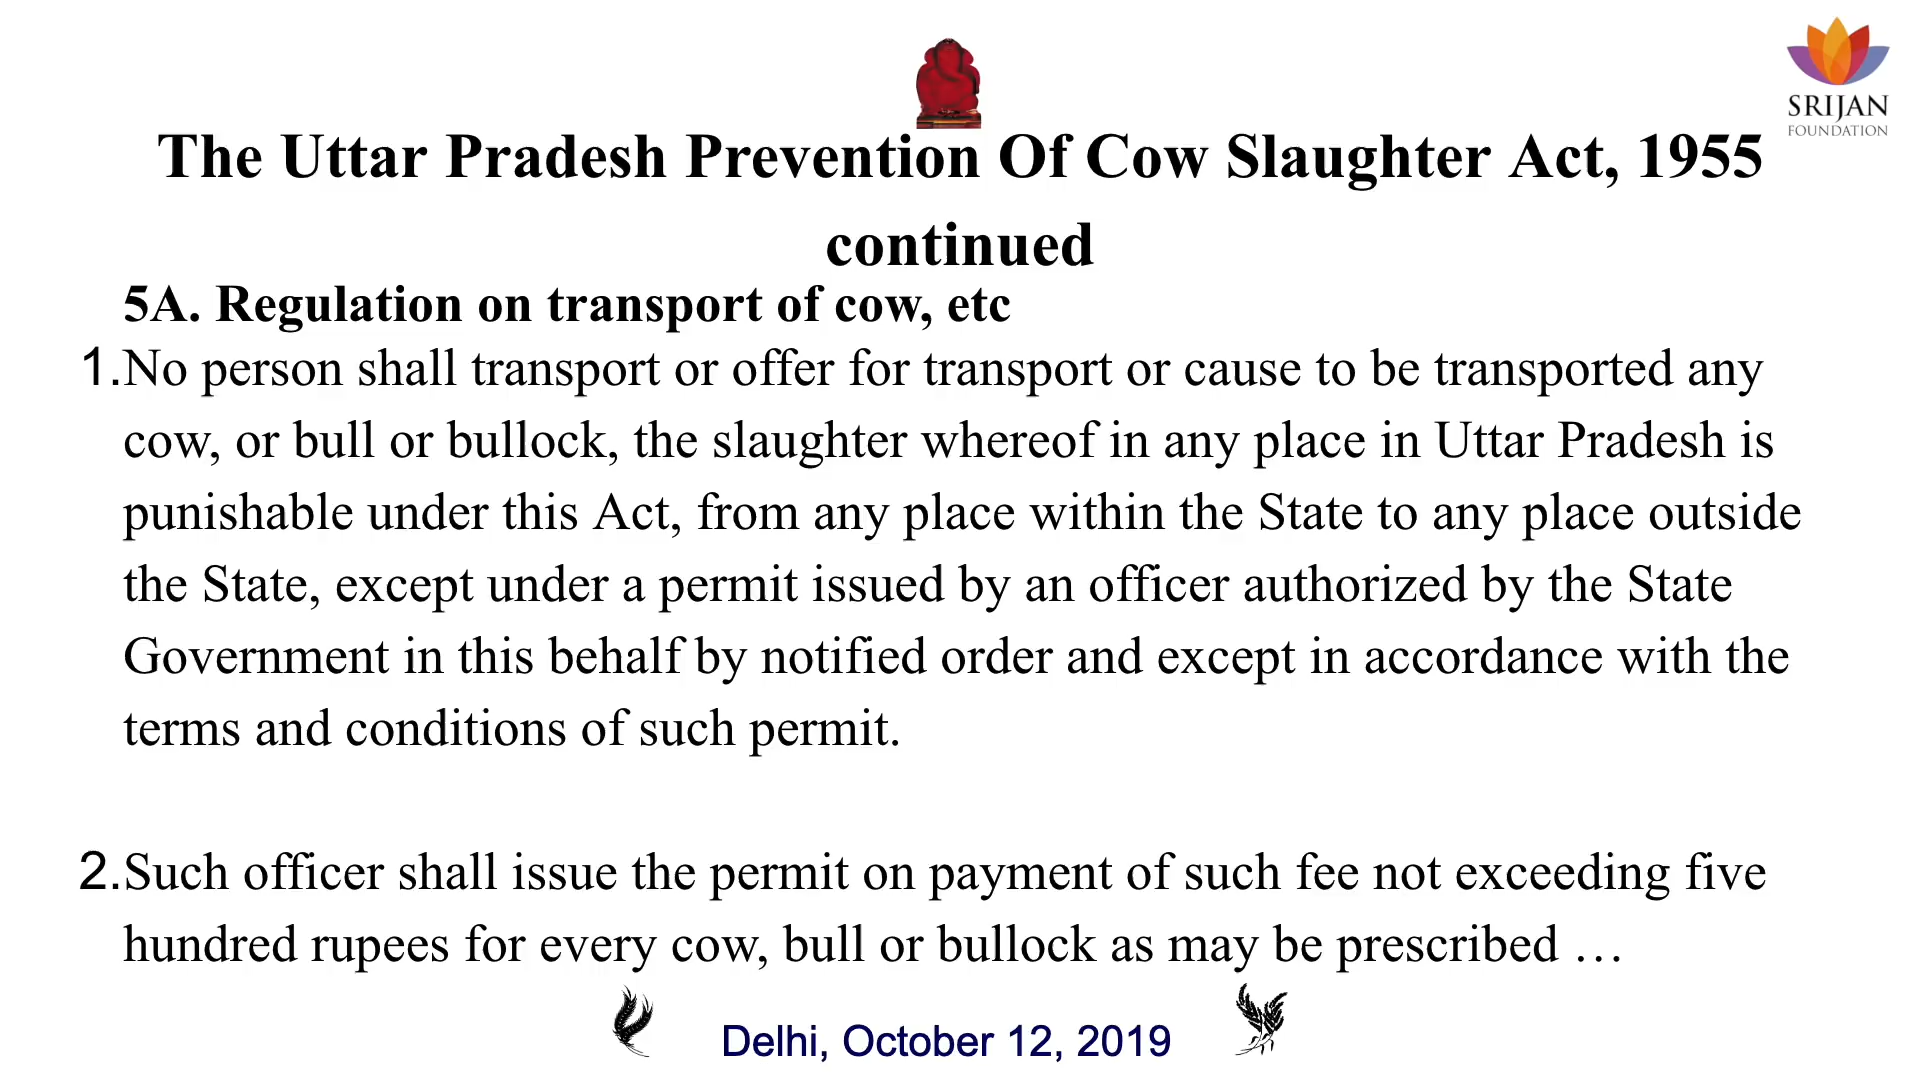 SRIJAN
FOUNDATION
The Uttar Pradesh Prevention Of Cow Slaughter Act, 1955
continued
5A. Regulation on transport of cow, etc
1.No person shall transport or offer for transport or cause to be transported any
cow, or bull or bullock, the slaughter whereof in any place in Uttar Pradesh is
punishable under this Act, from any place within the State to any place outside
the State, except under a permit issued by an officer authorized by the State
Government in this behalf by notified order and except in accordance with the
terms and conditions of such permit.
2.Such officer shall issue the permit on payment of such fee not exceeding five
hundred rupees for every cow, bull or bullock as may be prescribed …
Delhi, October 12, 2019